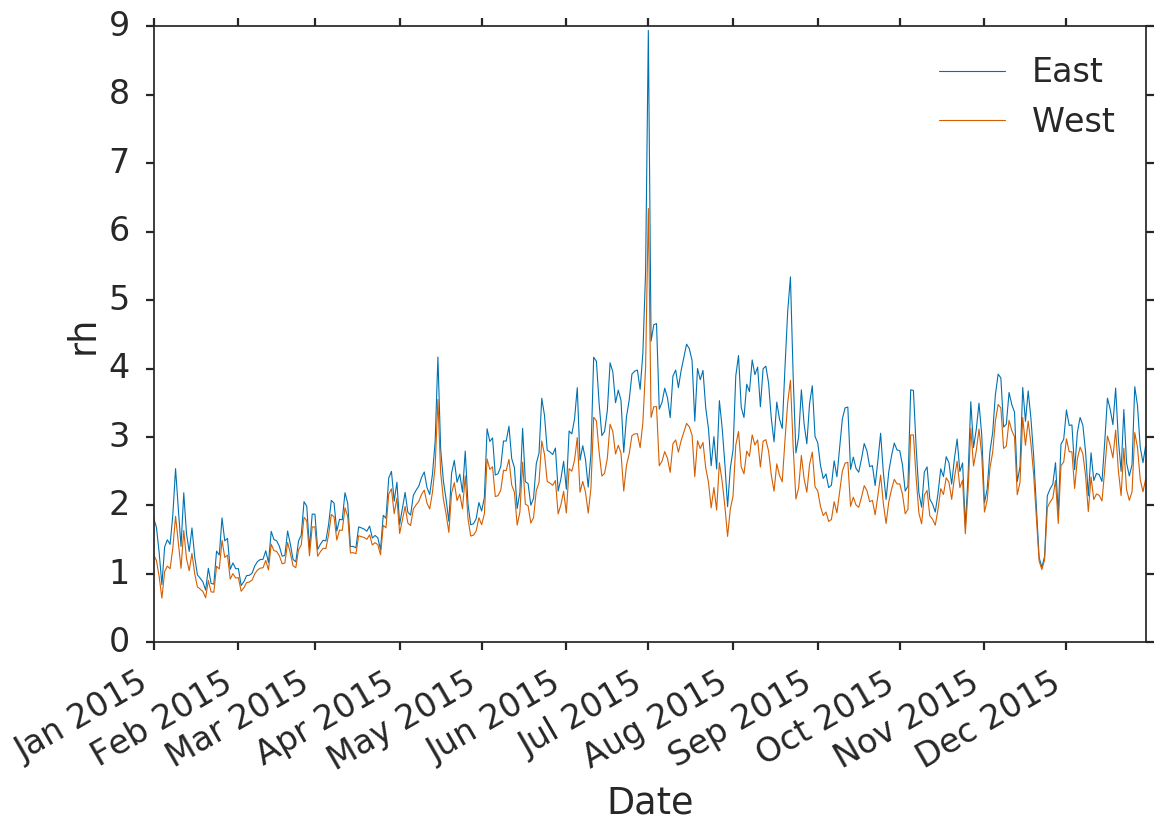 9
8
7
6
5
4
3
2
1
0
rh
East
West
Jan 2015
Feb 2015
Mar 2015
Apr 2015
May 2015
Jun 2015
Jul 2015
Aug 2015
Sep 2015
Oct 2015
Nov 2015
Dec 2015
Date